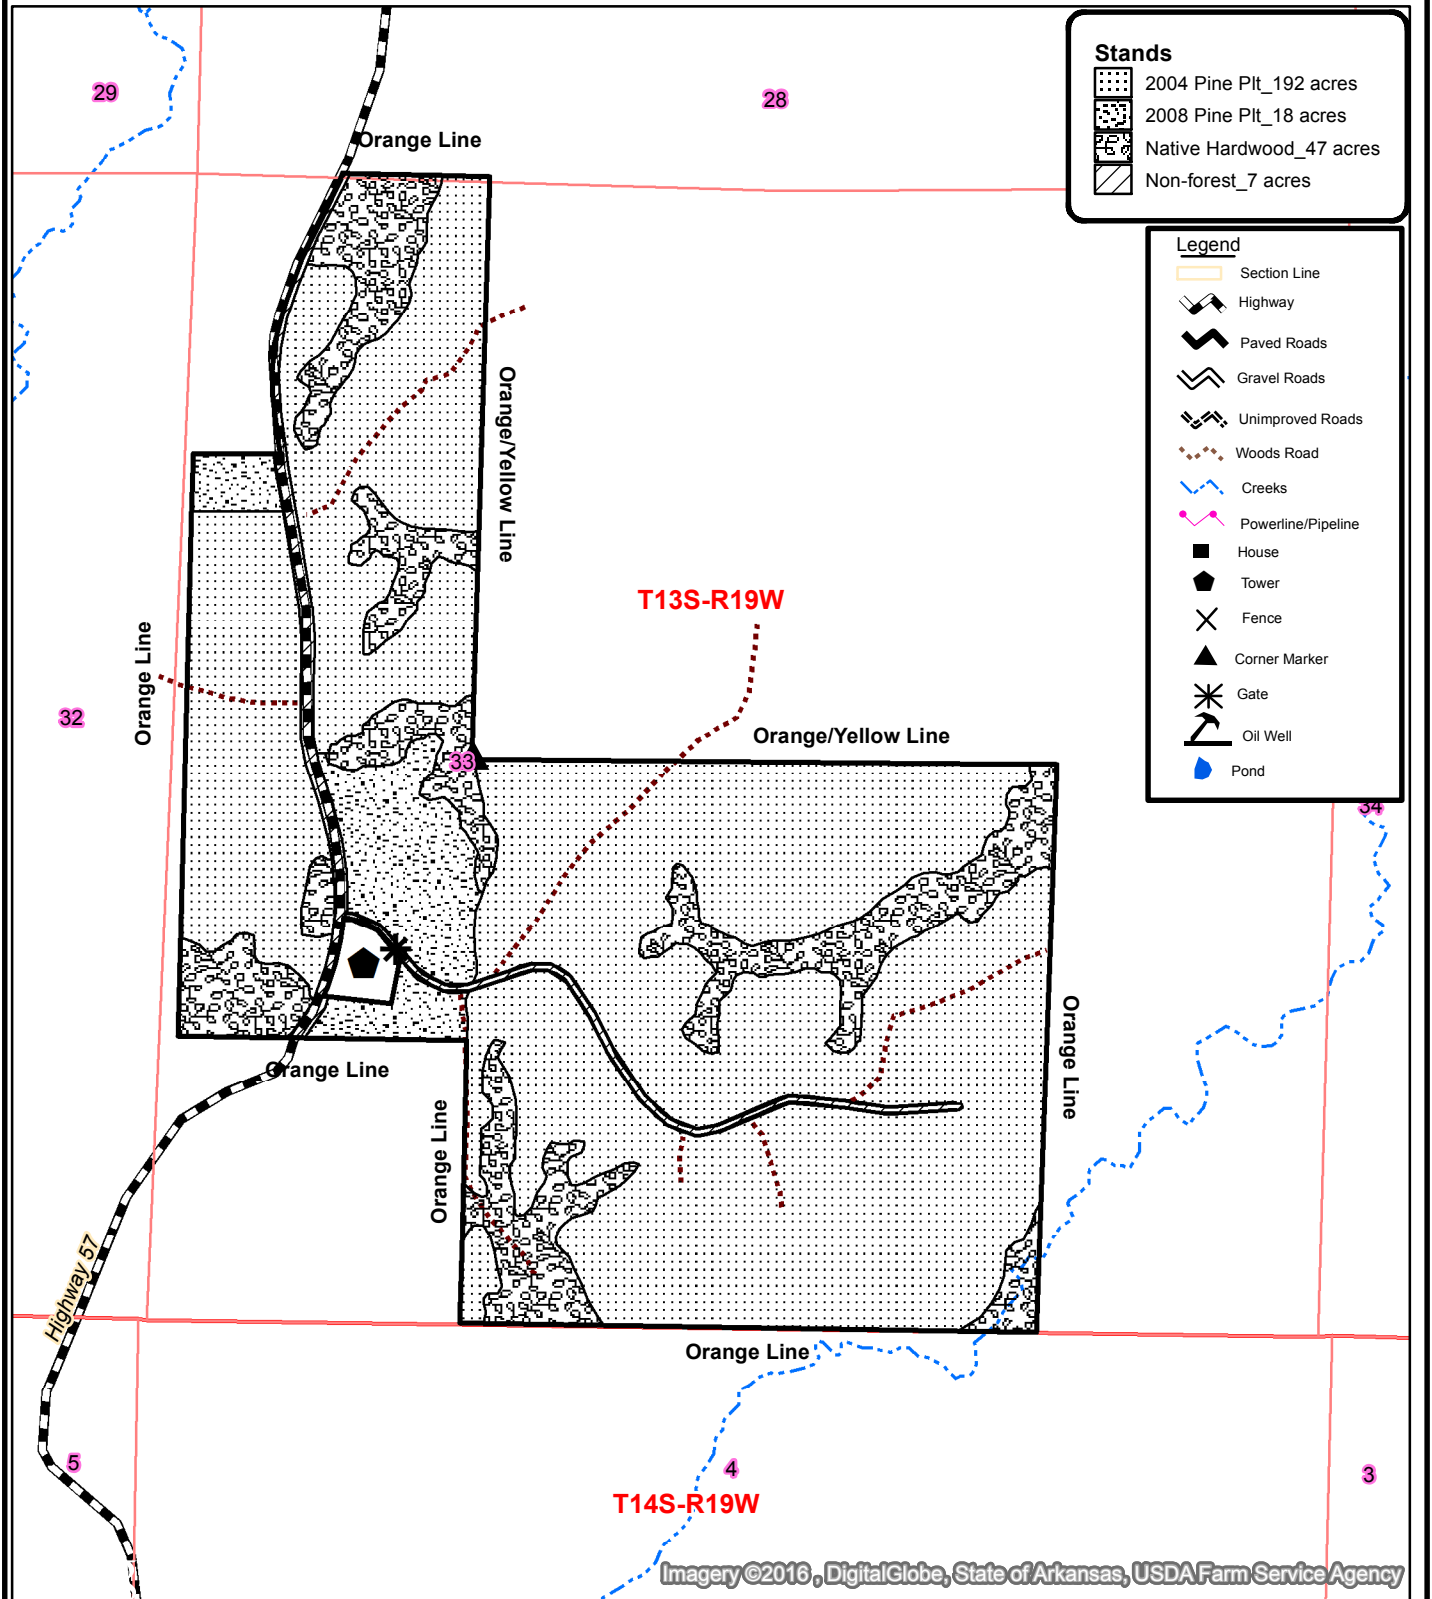 Stands
2004 Pine Plt_192 acres
2008 Pine Plt_18 acres
Native Hardwood_47 acres
Non-forest_7 acres
Legend
Section Line
Highway
Paved Roads
Gravel Roads
Unimproved Roads
Woods Road
Creeks
Powerline/Pipeline
House
Tower
Fence
Corner Marker
Gate
Oil Well
Pond
29
28
Orange Line
Orange/Yellow Line
T13S-R19W
Orange Line
32
Orange/Yellow Line
33
34
Orange Line
Orange Line
Orange Line
Highway 57
Orange Line
5
4
3
T14S-R19W
Imagery ©2016 , DigitalGlobe, State of Arkansas, USDA Farm Service Agency